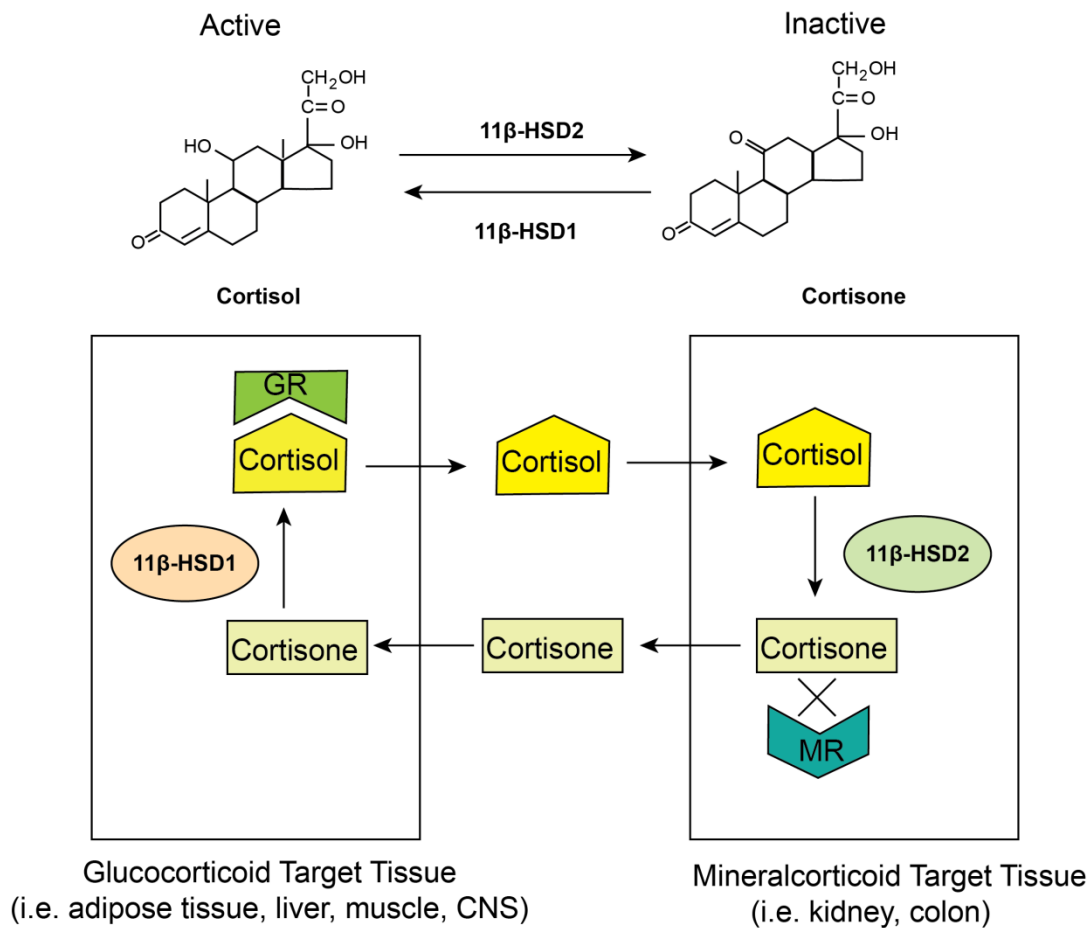 Active
Inactive
CH₂OH
C=O
HO
OH
O
11β-HSD2
11β-HSD1
CH₂OH
C=O
O
OH
O
Cortisol
Cortisone
GR
Cortisol
Cortisol
Cortisol
11β-HSD1
11β-HSD2
Cortisone
Cortisone
Cortisone
MR
Glucocorticoid Target Tissue
(i.e. adipose tissue, liver, muscle, CNS)
Mineralcorticoid Target Tissue
(i.e. kidney, colon)